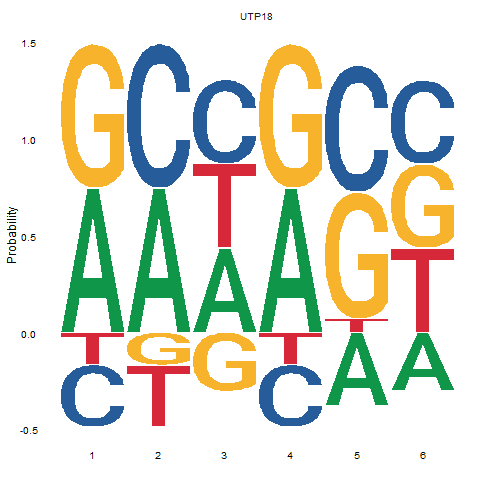 UTP18
1.5
1.0
0.5
0.0
-0.5
Probability
G C C G C C
A A T A G G
T G A T T T
C T G C A A
1 2 3 4 5 6